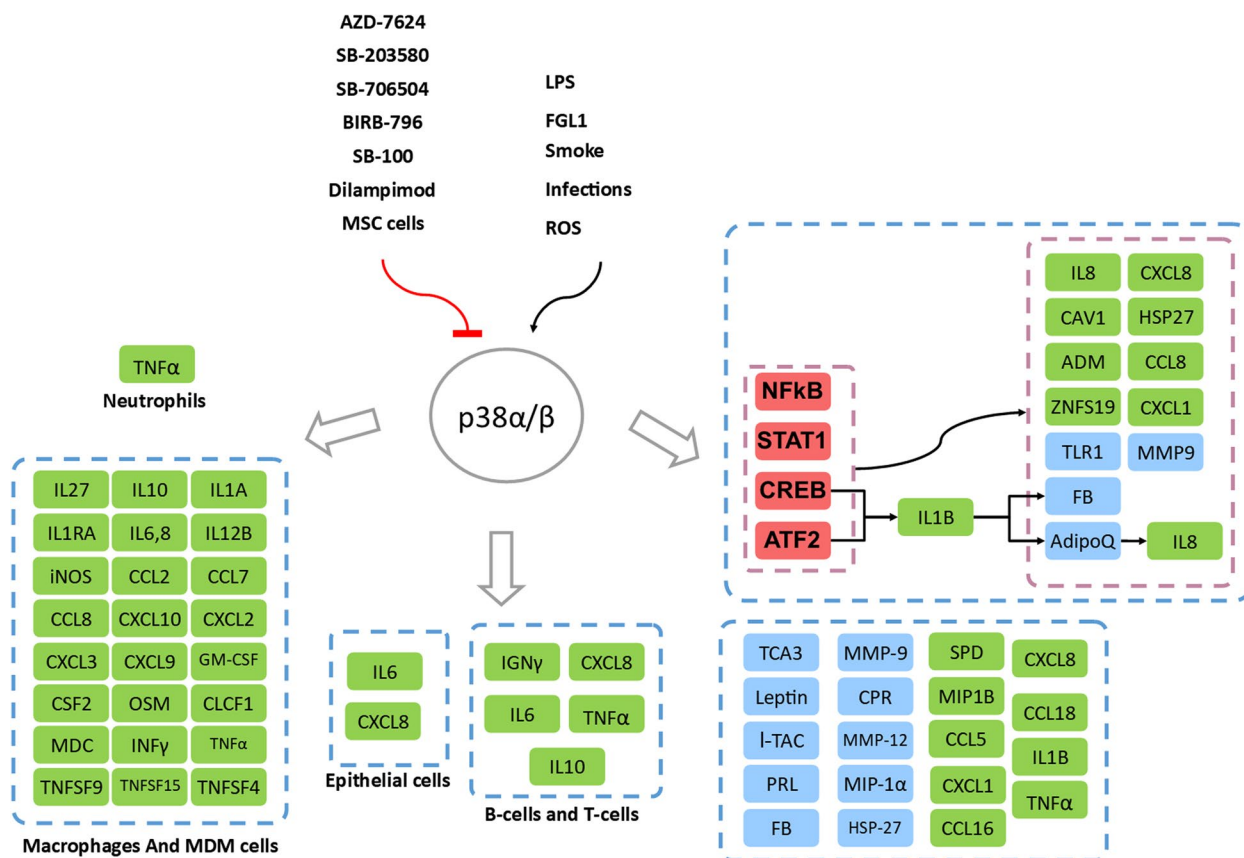 AZD-7624
SB-203580
SB-706504
BIRB-796
SB-100
Dilampimod
MSC cells
LPS
FGL1
Smoke
Infections
ROS
p38α/β
TNFα
Neutrophils
IL27 IL10 IL1A
IL1RA IL6,8 IL12B
iNOS CCL2 CCL7
CCL8 CXCL10 CXCL2
CXCL3 CXCL9 GM-CSF
CSF2 OSM CLCF1
MDC INFγ TNFα
TNFSF9 TNFSF15 TNFSF4
Macrophages And MDM cells
IL6
CXCL8
Epithelial cells
IGNγ CXCL8
IL6 TNFα
IL10
B-cells and T-cells
NFkB
STAT1
CREB
ATF2
IL1B
IL8 CXCL8
CAV1 HSP27
ADM CCL8
ZNFS19 CXCL1
TLR1 MMP9
FB
AdipoQ IL8
TCA3 MMP-9 SPD CXCL8
Leptin CPR MIP1B CCL18
I-TAC MMP-12 CCL5 IL1B
PRL MIP-1α CXCL1 TNFα
FB HSP-27 CCL16